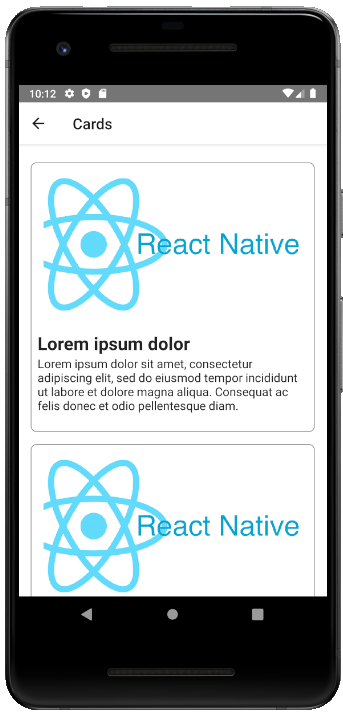 10:12
Cards
React Native
Lorem ipsum dolor
Lorem ipsum dolor sit amet, consectetur
adipiscing elit, sed do eiusmod tempor incididunt
ut labore et dolore magna aliqua. Consequat ac
felis donec et odio pellentesque diam.
React Native